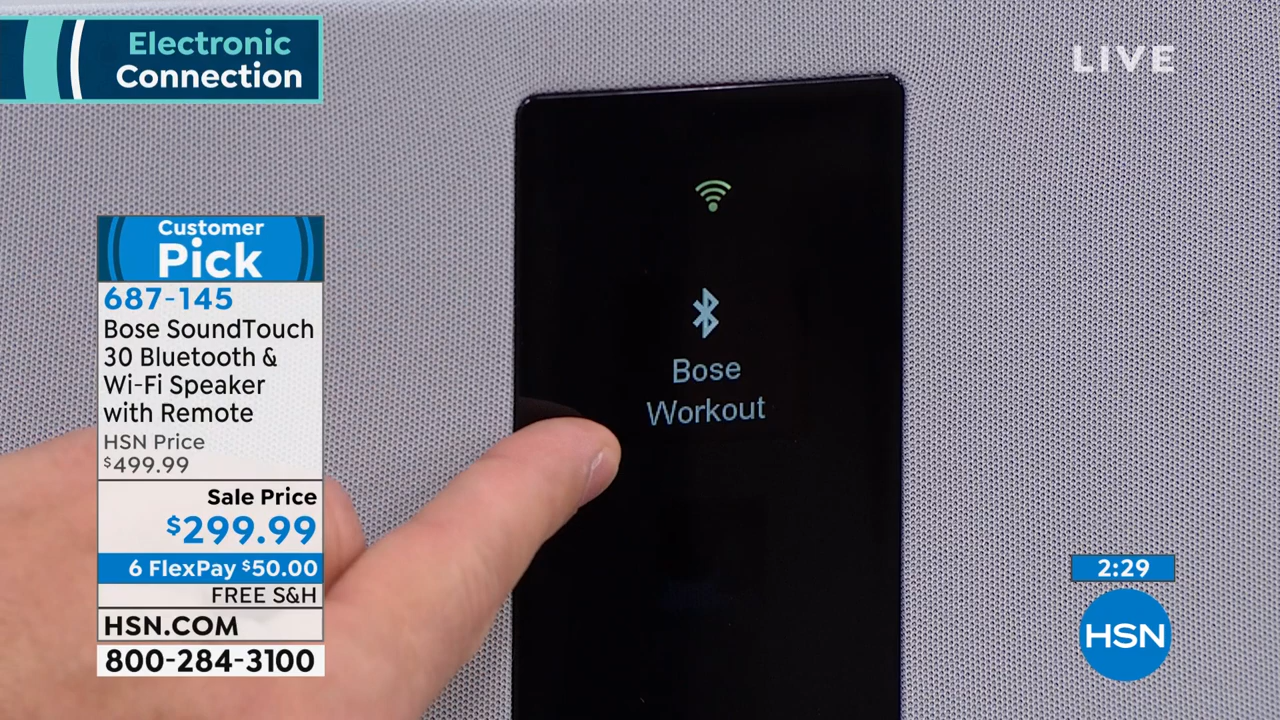 Electronic
Connection
LIVE
Customer
Pick
687-145
Bose SoundTouch
30 Bluetooth &
Wi-Fi Speaker
with Remote
HSN Price
$499.99
Sale Price
$299.99
6 FlexPay $50.00
FREE S&H
HSN.COM
800-284-3100
Bose
Workout
2:29
HSN